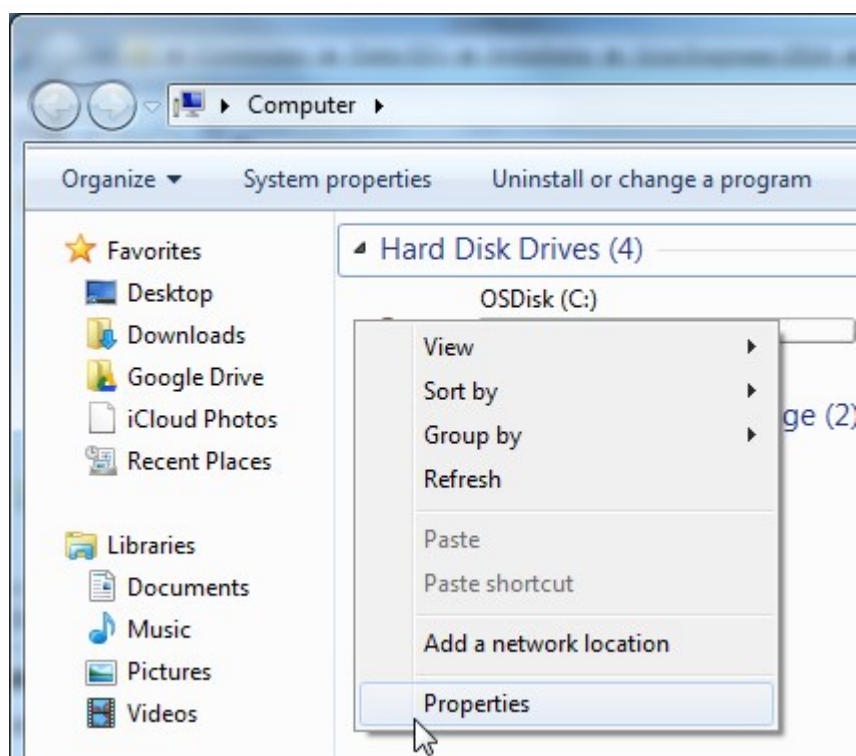 Computer
Organize
System properties
Uninstall or change a program
Favorites
Desktop
Downloads
Google Drive
iCloud Photos
Recent Places
Libraries
Documents
Music
Pictures
Videos
Hard Disk Drives (4)
OSDisk (C:)
(2)
View
Sort by
Group by
Refresh
Paste
Paste shortcut
Add a network location
Properties